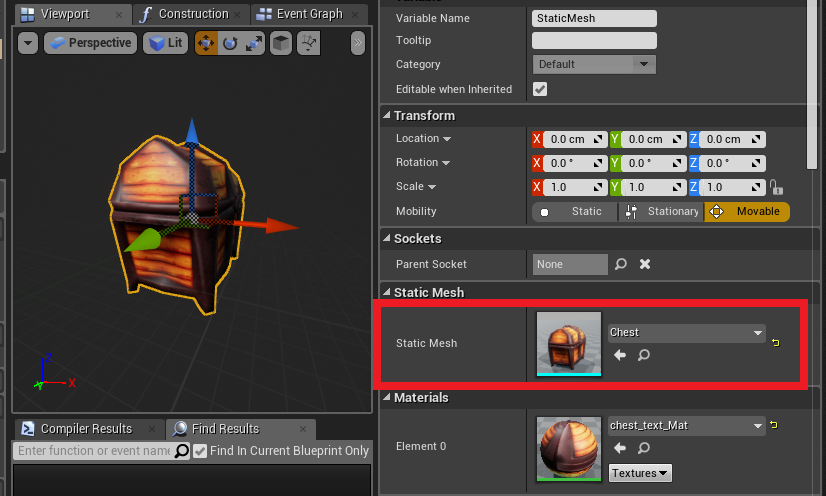 Viewport
Construction
Event Graph
Perspective
Lit
X
Z
Y
Compiler Results
Find Results
Enter function or event name
Find In Current Blueprint Only
Variable Name
StaticMesh
Tooltip
Category
Default
Editable when Inherited
Transform
Location
X 0.0 cm Y 0.0 cm Z 0.0 cm
Rotation
X 0.0 ° Y 0.0 ° Z 0.0 °
Scale
X 1.0 Y 1.0 Z 1.0
Mobility
Static
Stationary
Movable
Sockets
Parent Socket
None
Static Mesh
Static Mesh
Chest
Materials
Element 0
chest_text_Mat
Textures